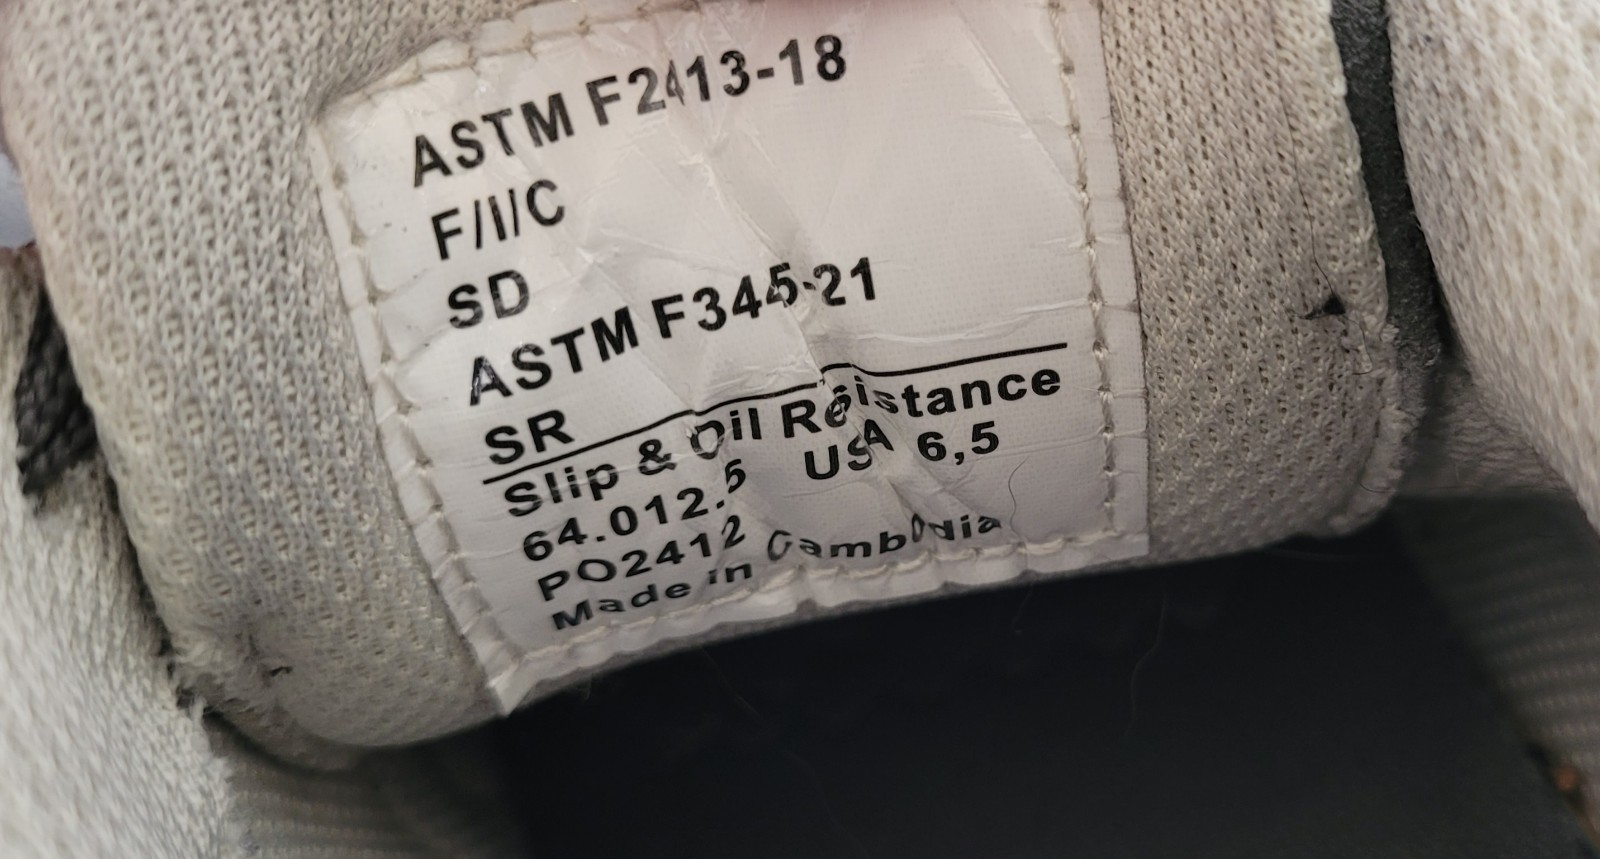 ASTM F2413-18
F/I/C
SD
ASTM F345-21
SR
Slip & Oil Resistance
64.012.5 USA 6,5
PO2412
Made in Cambodia